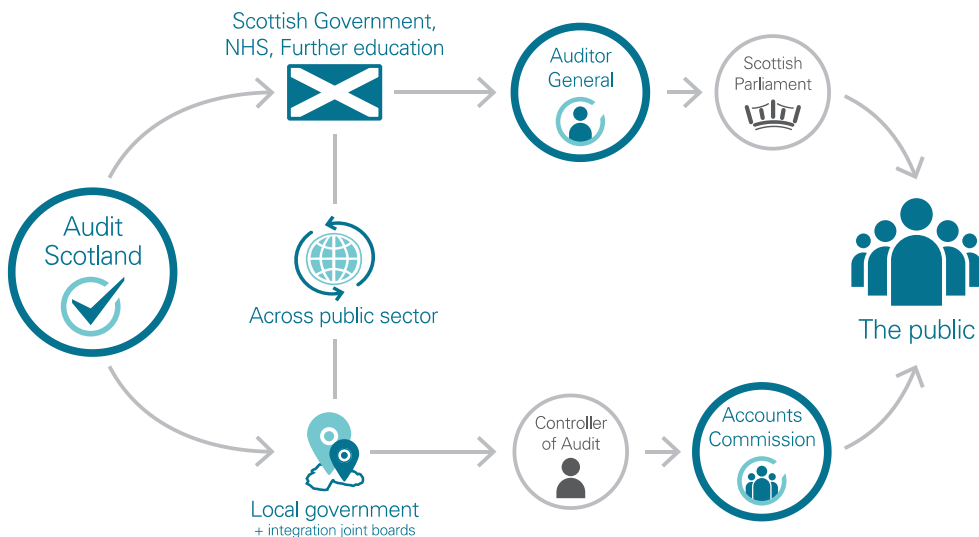 Scottish Government,
NHS, Further education
Auditor
General
Scottish
Parliament
Audit
Scotland
Across public sector
The public
Local government
+ integration joint boards
Controller
of Audit
Accounts
Commission